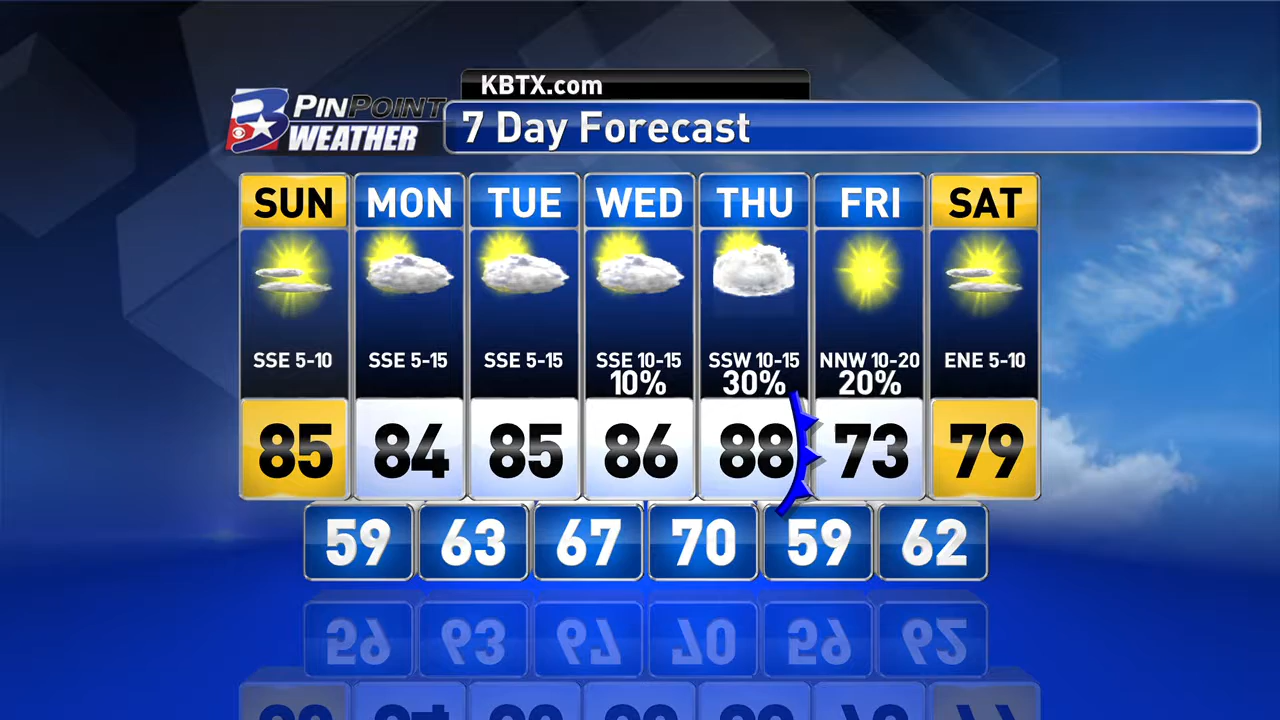 KBTX.com
3 PINPOINT
WEATHER
7 Day Forecast
SUN MON TUE WED THU FRI SAT
SSE 5-10 SSE 5-15 SSE 5-15 SSE 10-15 SSW 10-15 NNW 10-20 ENE 5-10
10% 30% 20%
85 84 85 86 88 73 79
59 63 67 70 59 62